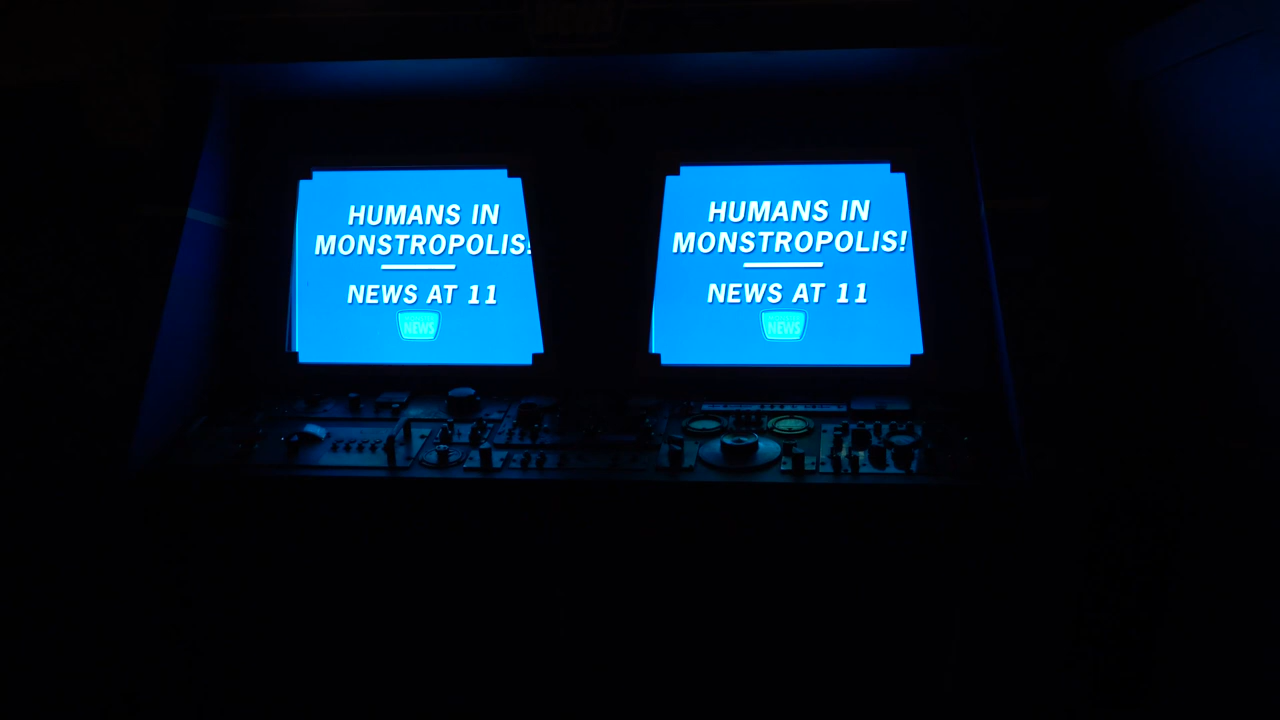 HUMANS IN
MONSTROPOLIS!
NEWS AT 11
NEWS
HUMANS IN
MONSTROPOLIS!
NEWS AT 11
NEWS